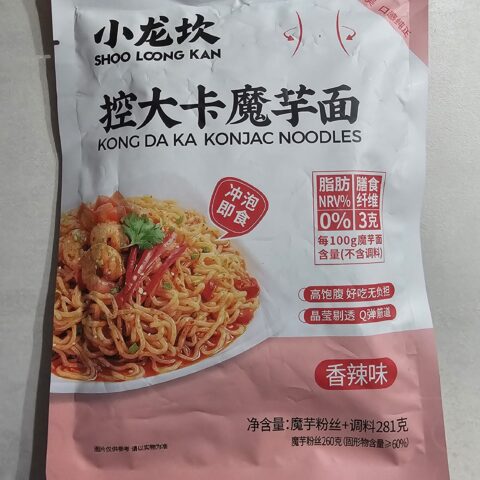 小龙坎
SHOO LOONG KAN
控大卡魔芋面
KONG DA KA KONJAC NOODLES
冲泡
即食
脂肪
NRV%
0%
膳食
纤维
3克
每100g魔芋面
含量(不含调料)
高饱腹 好吃无负担
晶莹剔透 Q弹筋道
香辣味
净含量:魔芋粉丝+调料281克
魔芋粉丝260克(固形物含量≥60%)
图片仅供参考 请以实物为准